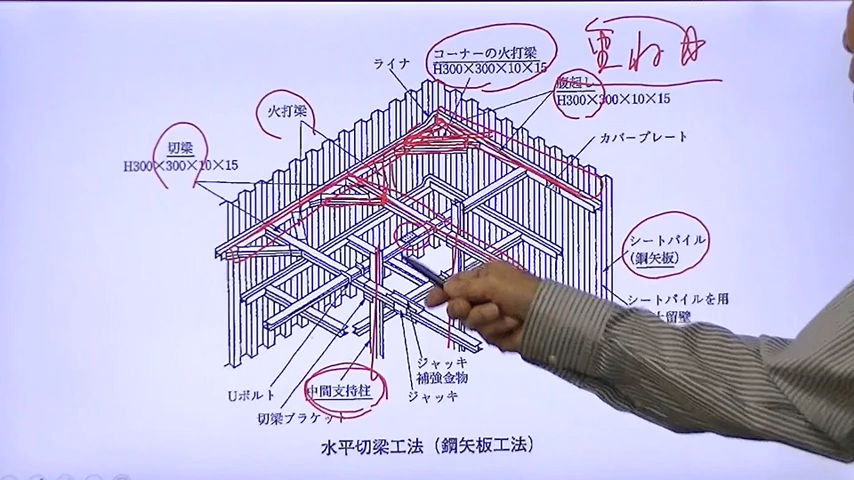 重ね
コーナーの火打梁
H300×300×10×15
ライナ
腹起し
H300×300×10×15
火打梁
カバープレート
切梁
H300×300×10×15
シートパイル
(鋼矢板)
シートパイルを用
土留壁
ジャッキ
補強金物
ジャッキ
Uボルト
中間支持柱
切梁ブラケット
水平切梁工法(鋼矢板工法)